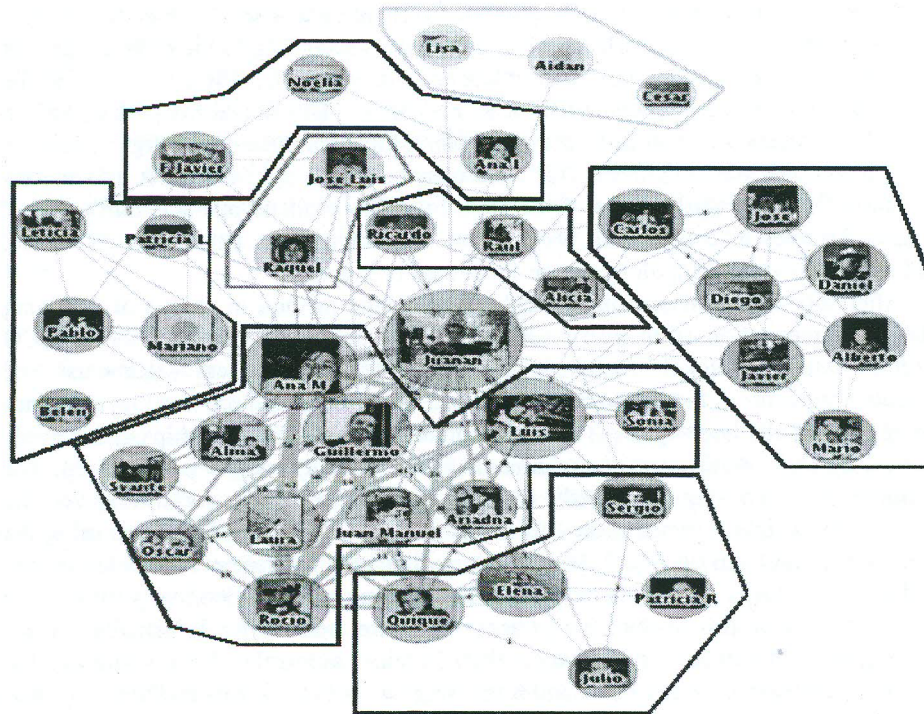 Lisa
Aidan
Cesar
Noelia
F Javier
Ana I
Jose Luis
Leticia
Patricia L
Raquel
Ricardo
Raul
Alicia
Carlos
Jose
Diego
Daniel
Pablo
Mariano
Juanan
Javier
Alberto
Ana M
Belen
Alma
Guillermo
Luis
Sonia
Mario
Svante
Oscar
Laura
Juan Manuel
Ariadna
Sergio
Rocio
Quique
Elena
Patricia R
Julio